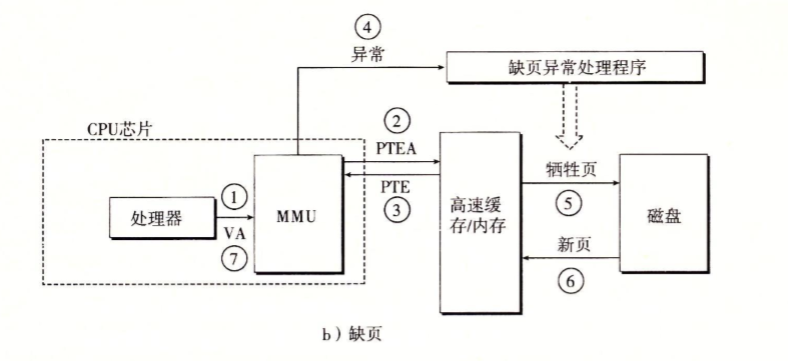 ④
异常
缺页异常处理程序
CPU芯片
②
PTEA
PTE
③
①
处理器
VA
⑦
MMU
高速缓
存/内存
牺牲页
⑤
新页
⑥
磁盘
b）缺页